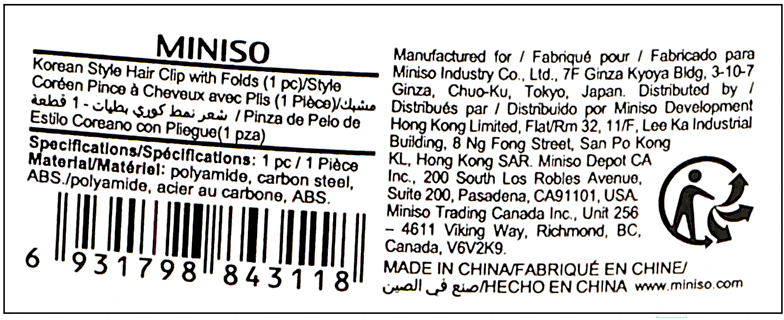 MINISO
Korean Style Hair Clip with Folds (1 pc)/Style
Coréen Pince à Cheveux avec Plis (1 Pièce)/مشبك
شعر نمط كوري بطيات - 1 قطعة / Pinza de Pelo de
Estilo Coreano con Pliegue(1 pza)
Specifications/Spécifications: 1 pc / 1 Pièce
Material/Matériel: polyamide, carbon steel,
ABS./polyamide, acier au carbone, ABS.
6 931798 843118
Manufactured for / Fabriqué pour / Fabricado para
Miniso Industry Co., Ltd., 7F Ginza Kyoya Bldg, 3-10-7
Ginza, Chuo-Ku, Tokyo, Japan. Distributed by /
Distribués par / Distribuido por Miniso Development
Hong Kong Limited, Flat/Rm 32, 11/F, Lee Ka Industrial
Building, 8 Ng Fong Street, San Po Kong
KL, Hong Kong SAR. Miniso Depot CA
Inc., 200 South Los Robles Avenue,
Suite 200, Pasadena, CA91101, USA.
Miniso Trading Canada Inc., Unit 256
– 4611 Viking Way, Richmond, BC,
Canada, V6V2K9.
MADE IN CHINA/FABRIQUÉ EN CHINE/
صنع في الصين/HECHO EN CHINA www.miniso.com